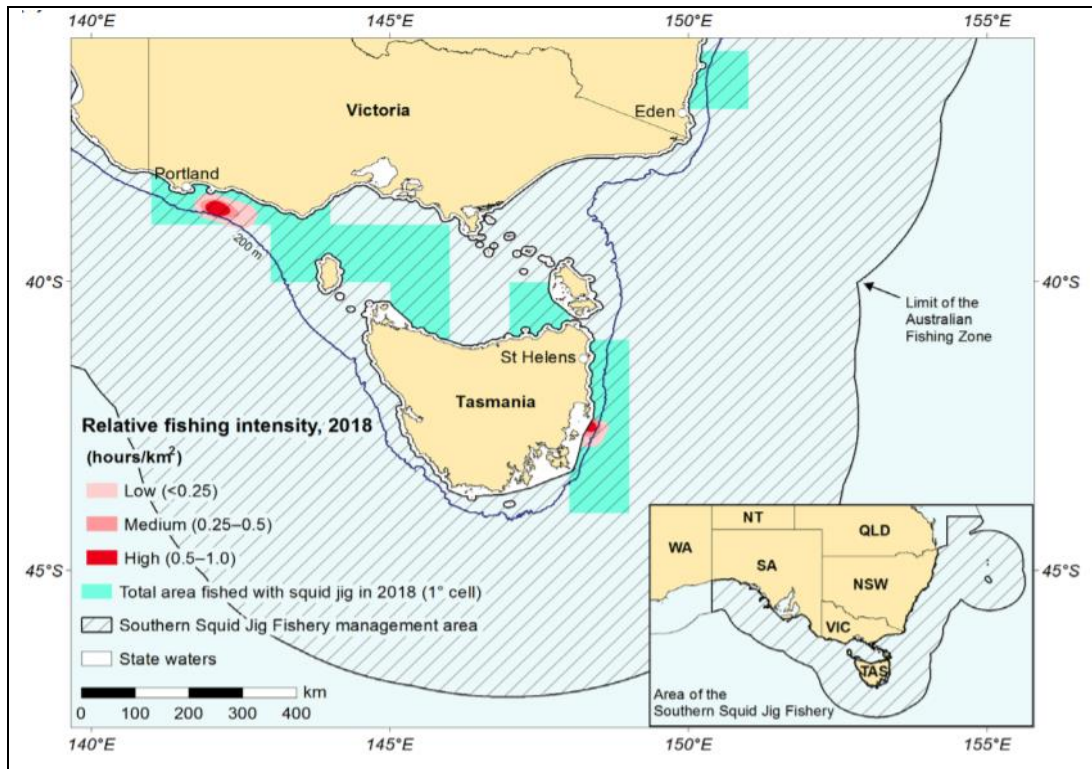 140°E 145°E 150°E 155°E
Victoria
Eden
Portland
200 m
40°S 40°S
Limit of the
Australian
Fishing Zone
St Helens
Tasmania
Relative fishing intensity, 2018
(hours/km²)
Low (<0.25)
Medium (0.25–0.5)
High (0.5–1.0)
Total area fished with squid jig in 2018 (1° cell)
Southern Squid Jig Fishery management area
State waters
km
0 100 200 300 400
45°S 45°S
NT
QLD
WA
SA
NSW
VIC
TAS
Area of the
Southern Squid Jig Fishery
140°E 145°E 150°E 155°E